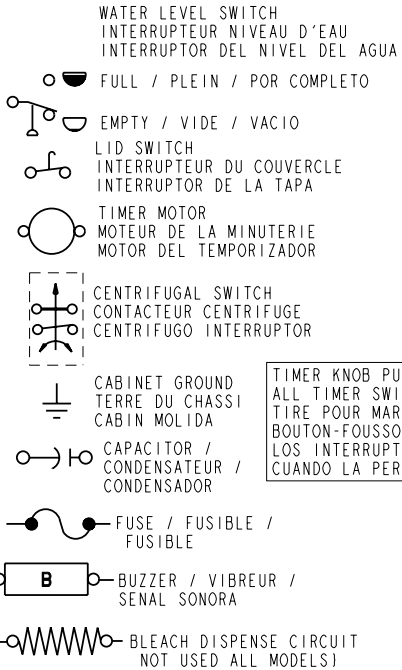 WATER LEVEL SWITCH
INTERRUPTEUR NIVEAU D'EAU
INTERRUPTOR DEL NIVEL DEL AGUA
FULL / PLEIN / POR COMPLETO
EMPTY / VIDE / VACIO
LID SWITCH
INTERRUPTEUR DU COUVERCLE
INTERRUPTOR DE LA TAPA
TIMER MOTOR
MOTEUR DE LA MINUTERIE
MOTOR DEL TEMPORIZADOR
CENTRIFUGAL SWITCH
CONTACTEUR CENTRIFUGE
CENTRIFUGO INTERRUPTOR
CABINET GROUND
TERRE DU CHASSI
CABIN MOLIDA
TIMER KNOB PU
ALL TIMER SWI
TIRE POUR MAR
BOUTON-FOUSSO
LOS INTERRUPT
CUANDO LA PER
CAPACITOR /
CONDENSATEUR /
CONDENSADOR
FUSE / FUSIBLE /
FUSIBLE
B
BUZZER / VIBREUR /
SENAL SONORA
BLEACH DISPENSE CIRCUIT
NOT USED ALL MODELS)